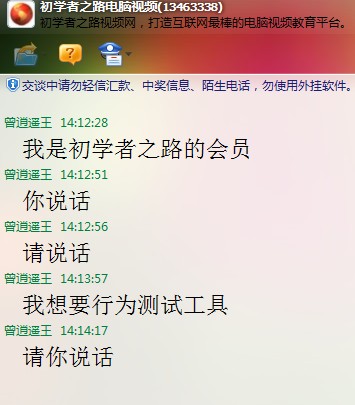 初学者之路电脑视频(13463338)
初学者之路视频网，打造互联网最棒的电脑视频教育平台。
交谈中请勿轻信汇款、中奖信息、陌生电话，勿使用外挂软件。
曾逍遥王 14:12:28
我是初学者之路的会员
曾逍遥王 14:12:51
你说话
曾逍遥王 14:12:56
请说话
曾逍遥王 14:13:57
我想要行为测试工具
曾逍遥王 14:14:17
请你说话